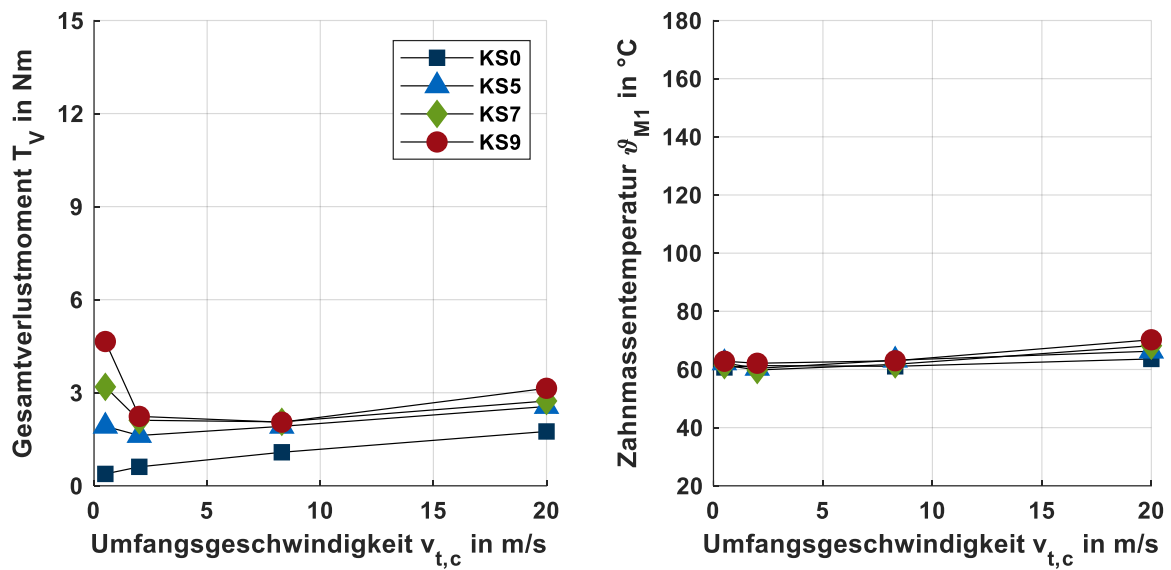 Gesamtverlustmoment T_V in Nm
15
12
9
6
3
0
KS0
KS5
KS7
KS9
0 5 10 15 20
Umfangsgeschwindigkeit v_t,c in m/s
Zahnmassentemperatur ϑ_M1 in °C
180
160
140
120
100
80
60
40
20
0 5 10 15 20
Umfangsgeschwindigkeit v_t,c in m/s